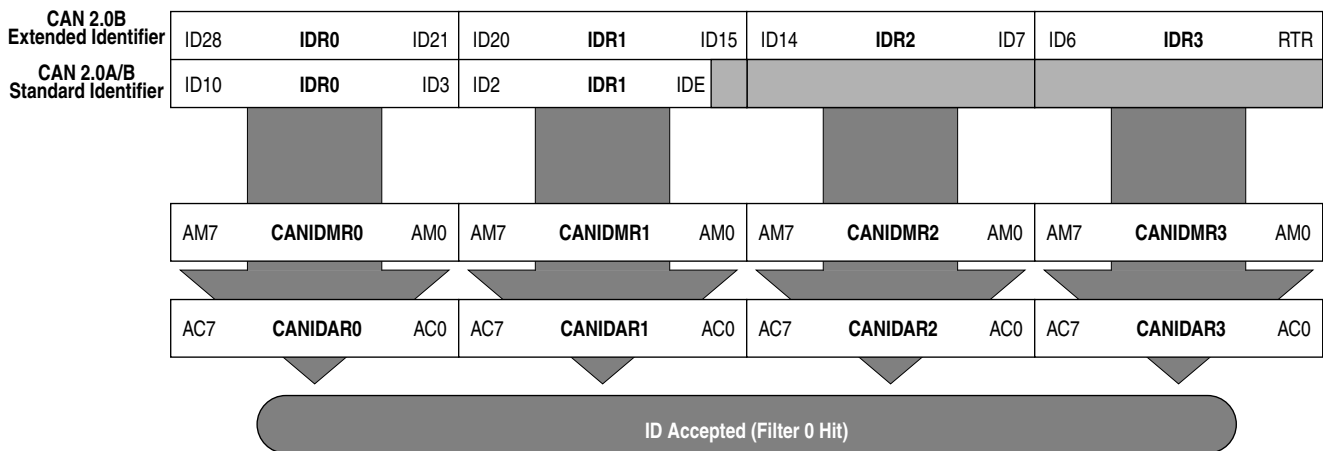 CAN 2.0B
Extended Identifier
ID28 IDR0 ID21 ID20 IDR1 ID15 ID14 IDR2 ID7 ID6 IDR3 RTR
CAN 2.0A/B
Standard Identifier
ID10 IDR0 ID3 ID2 IDR1 IDE
AM7 CANIDMR0 AM0 AM7 CANIDMR1 AM0 AM7 CANIDMR2 AM0 AM7 CANIDMR3 AM0
AC7 CANIDAR0 AC0 AC7 CANIDAR1 AC0 AC7 CANIDAR2 AC0 AC7 CANIDAR3 AC0
ID Accepted (Filter 0 Hit)